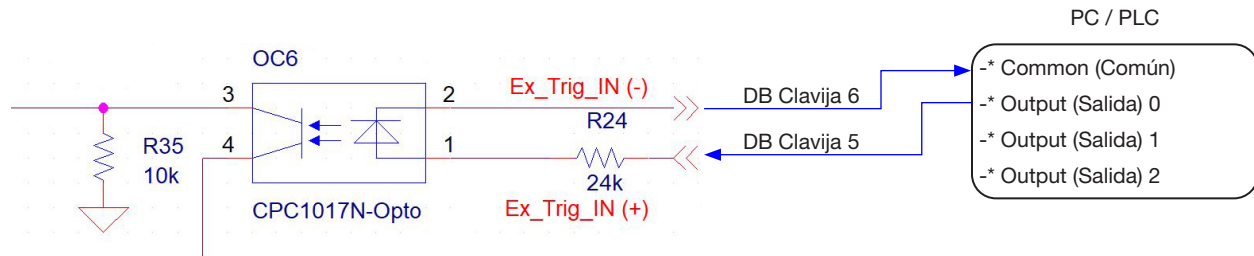 PC / PLC
OC6
-* Common (Común)
3
2
Ex_Trig_IN (-)
DB Clavija 6
-* Output (Salida) 0
R24
R35
4
1
DB Clavija 5
-* Output (Salida) 1
10k
24k
-* Output (Salida) 2
CPC1017N-Opto
Ex_Trig_IN (+)